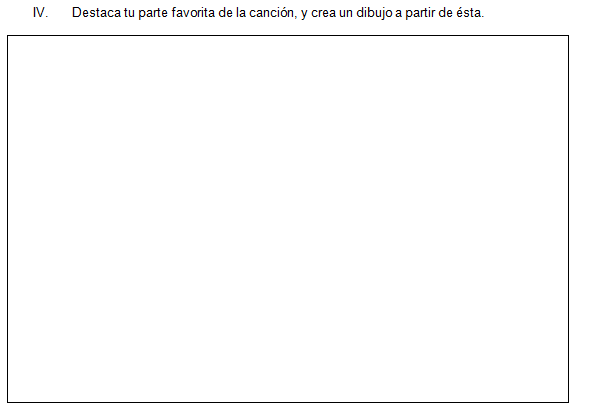 IV. Destaca tu parte favorita de la canción, y crea un dibujo a partir de ésta.